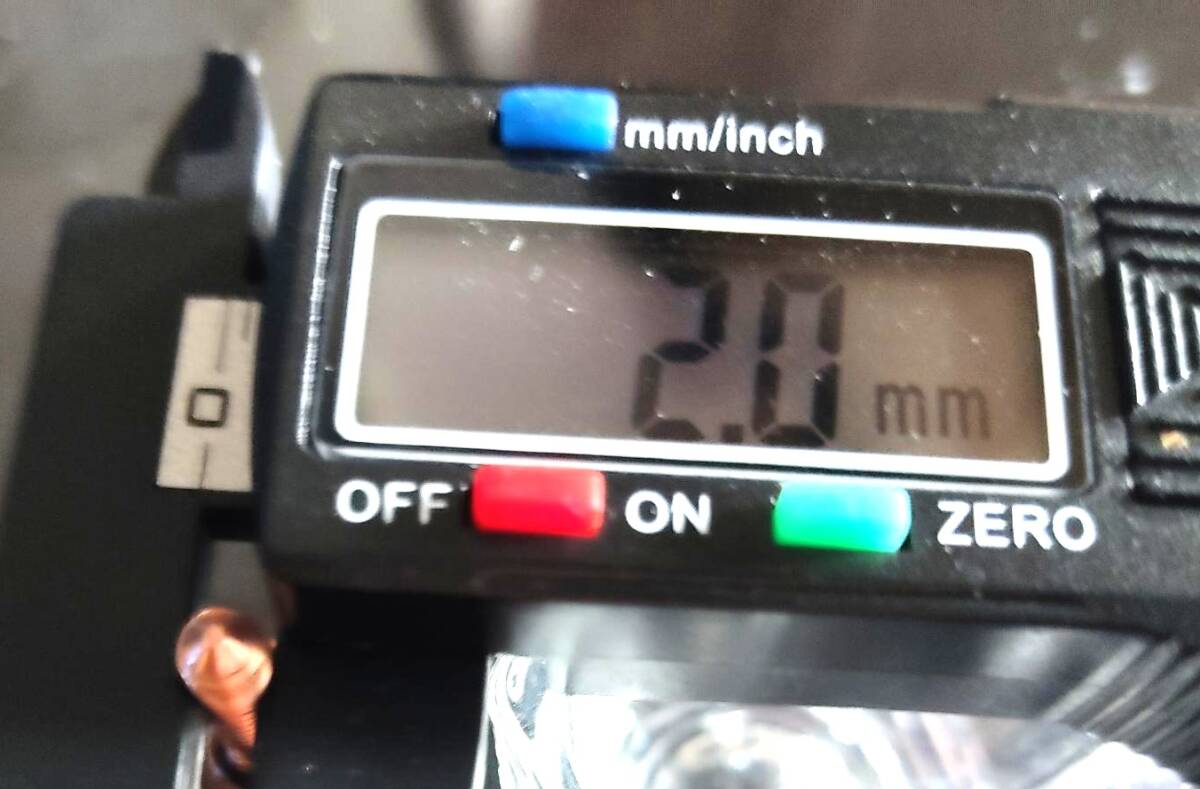 mm/inch
2.0 mm
0
OFF ON ZERO